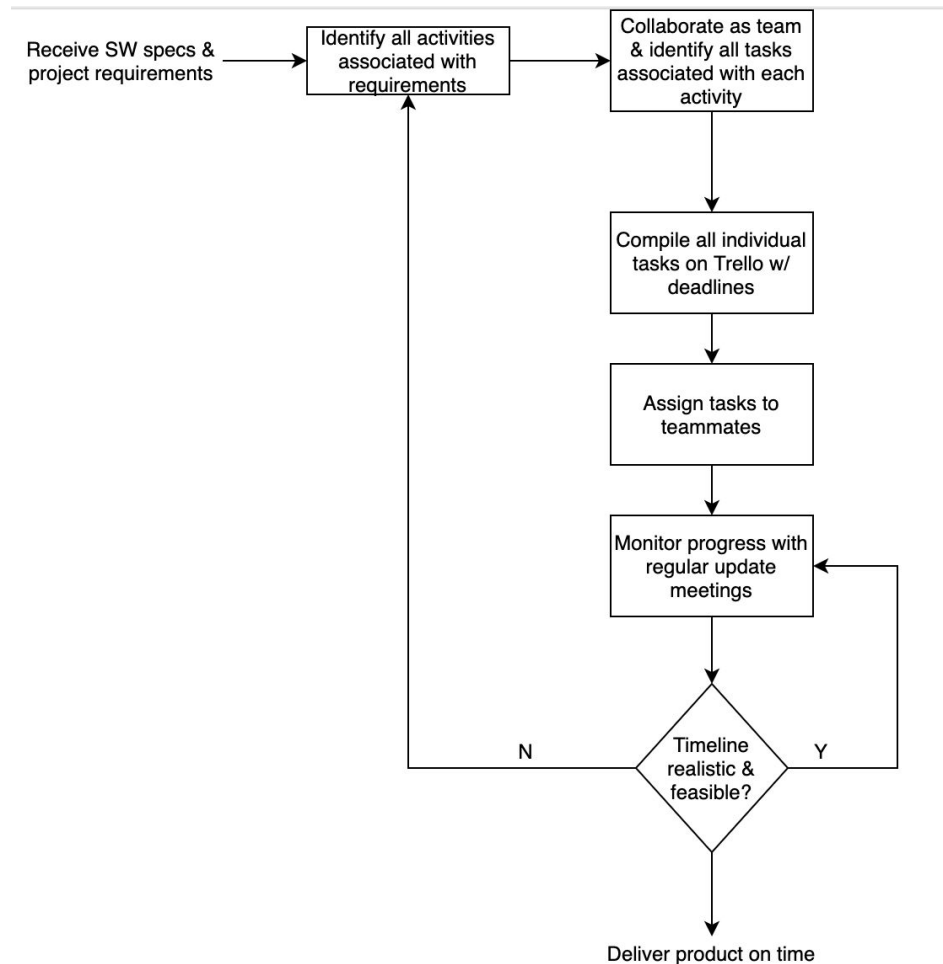 Receive SW specs &
project requirements
Identify all activities
associated with
requirements
Collaborate as team
& identify all tasks
associated with each
activity
Compile all individual
tasks on Trello w/
deadlines
Assign tasks to
teammates
Monitor progress with
regular update
meetings
Timeline
realistic &
feasible?
N
Y
Deliver product on time